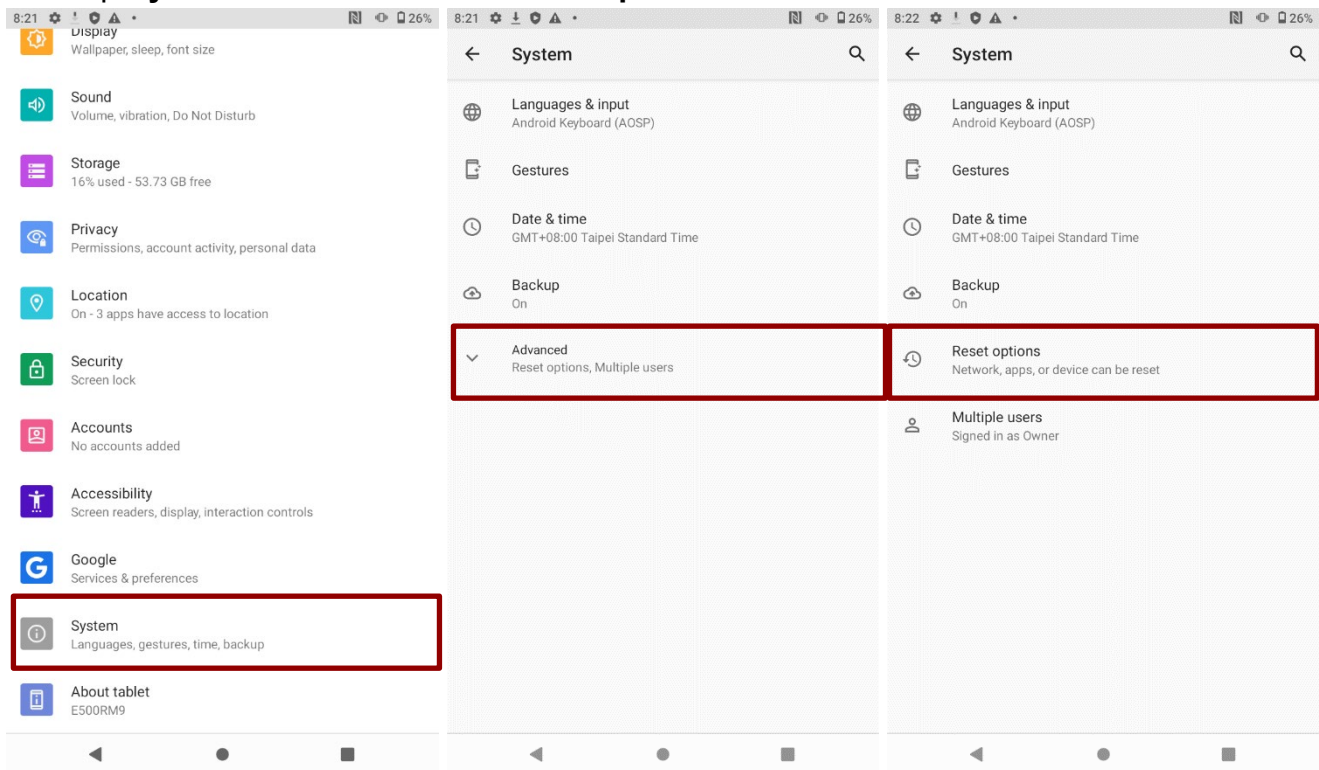 8:21
26%
Display
Wallpaper, sleep, font size
Sound
Volume, vibration, Do Not Disturb
Storage
16% used - 53.73 GB free
Privacy
Permissions, account activity, personal data
Location
On - 3 apps have access to location
Security
Screen lock
Accounts
No accounts added
Accessibility
Screen readers, display, interaction controls
Google
Services & preferences
System
Languages, gestures, time, backup
About tablet
E500RM9
8:21
26%
System
Languages & input
Android Keyboard (AOSP)
Gestures
Date & time
GMT+08:00 Taipei Standard Time
Backup
On
Advanced
Reset options, Multiple users
8:22
26%
System
Languages & input
Android Keyboard (AOSP)
Gestures
Date & time
GMT+08:00 Taipei Standard Time
Backup
On
Reset options
Network, apps, or device can be reset
Multiple users
Signed in as Owner